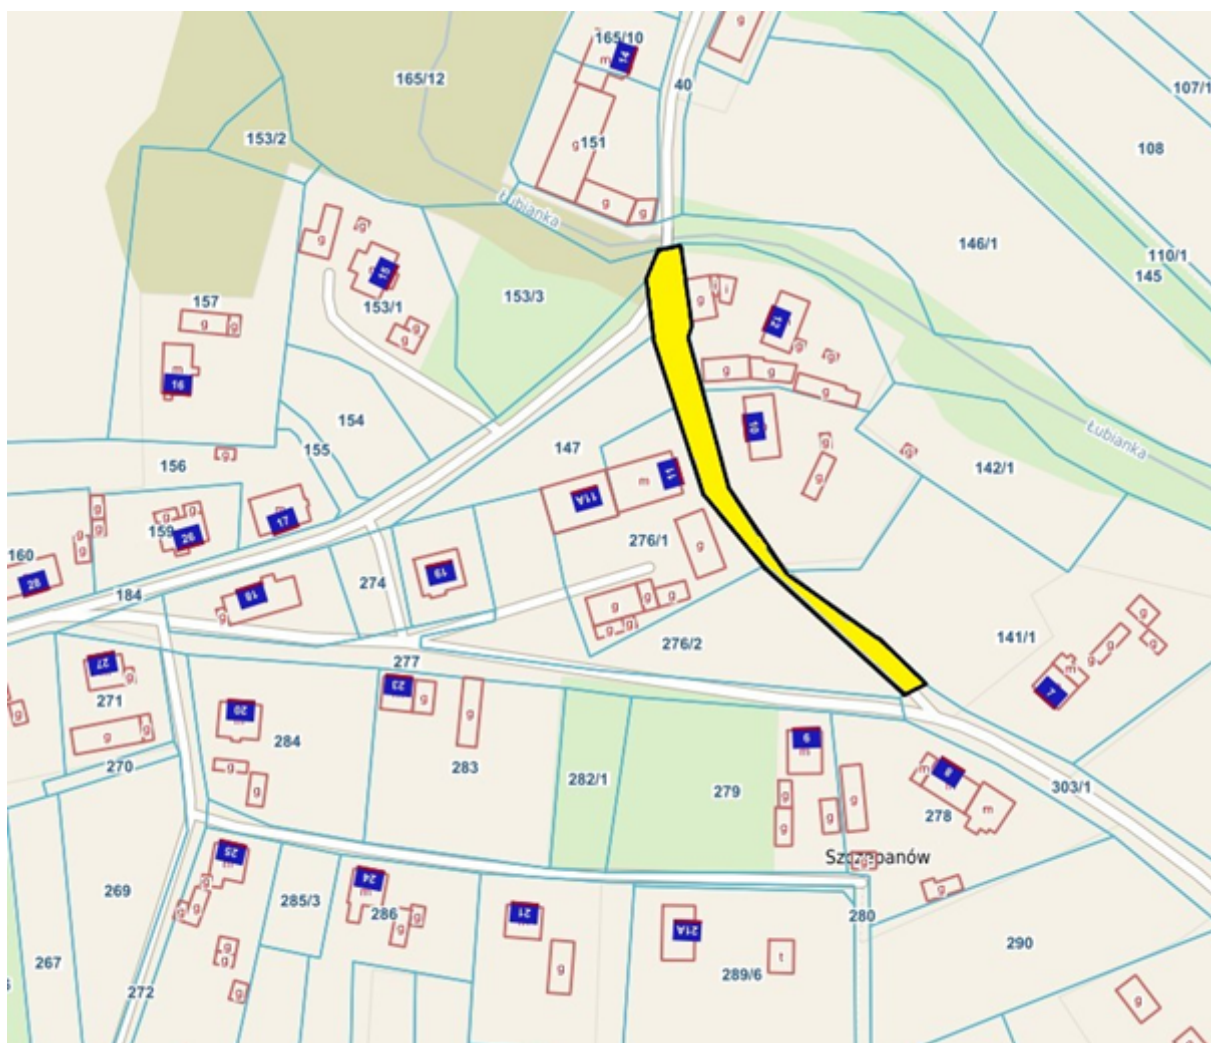 165/10
14
m
g
40
165/12
107/1
153/2
g
151
108
g
g
Łubianka
g
g
146/1
110/1
145
15
157
153/1
153/3
g
i
i
12
g
g
g
g
g
g
m
16
g
g
g
154
10
147
155
g
g
g
Łubianka
156
142/1
m
11
11A
g
g
g
g
159
26
17
g
g
g
160
28
276/1
g
19
274
184
18
g
g
g
g
g
g
276/2
141/1
g
g
g
g
m
7
277
27
g
271
23
g
g
g
20
284
283
282/1
279
9
m
8
m
m
303/1
g
g
270
g
g
g
g
g
g
278
Szczepanów
g
25
m
g
g
g
269
24
m
285/3
286
g
g
21
g
21A
t
280
g
290
267
g
g
g
272
289/6
g
g